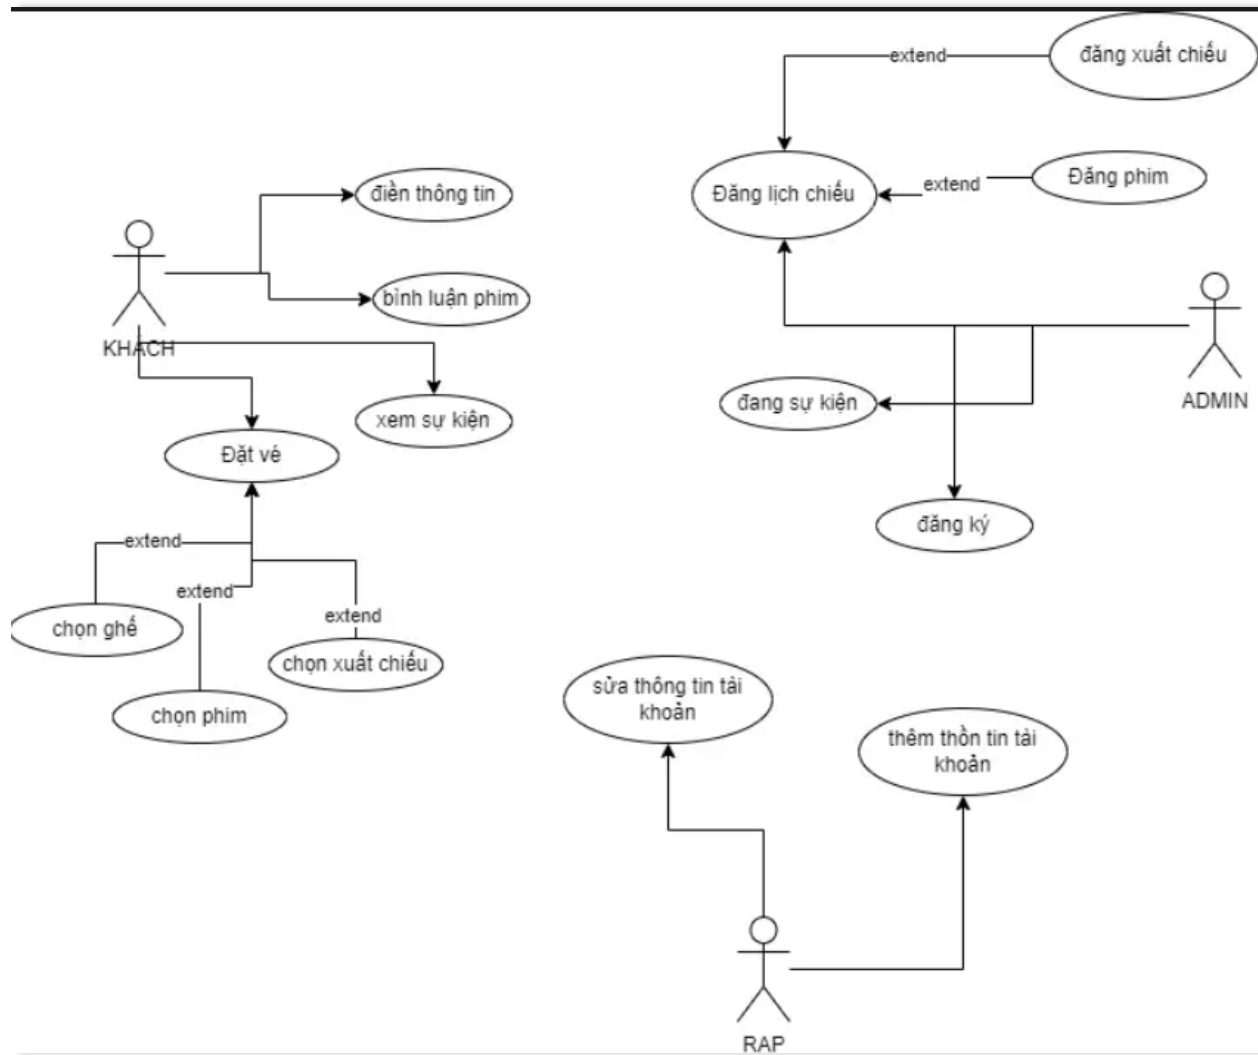 extend
đăng xuất chiếu
Đăng lịch chiếu
extend
Đăng phim
điền thông tin
bình luận phim
KHÁCH
xem sự kiện
Đặt vé
đang sự kiện
ADMIN
đăng ký
extend
extend
extend
chọn ghế
chọn xuất chiếu
chọn phim
sửa thông tin tài
khoản
thêm thồn tin tài
khoản
RAP